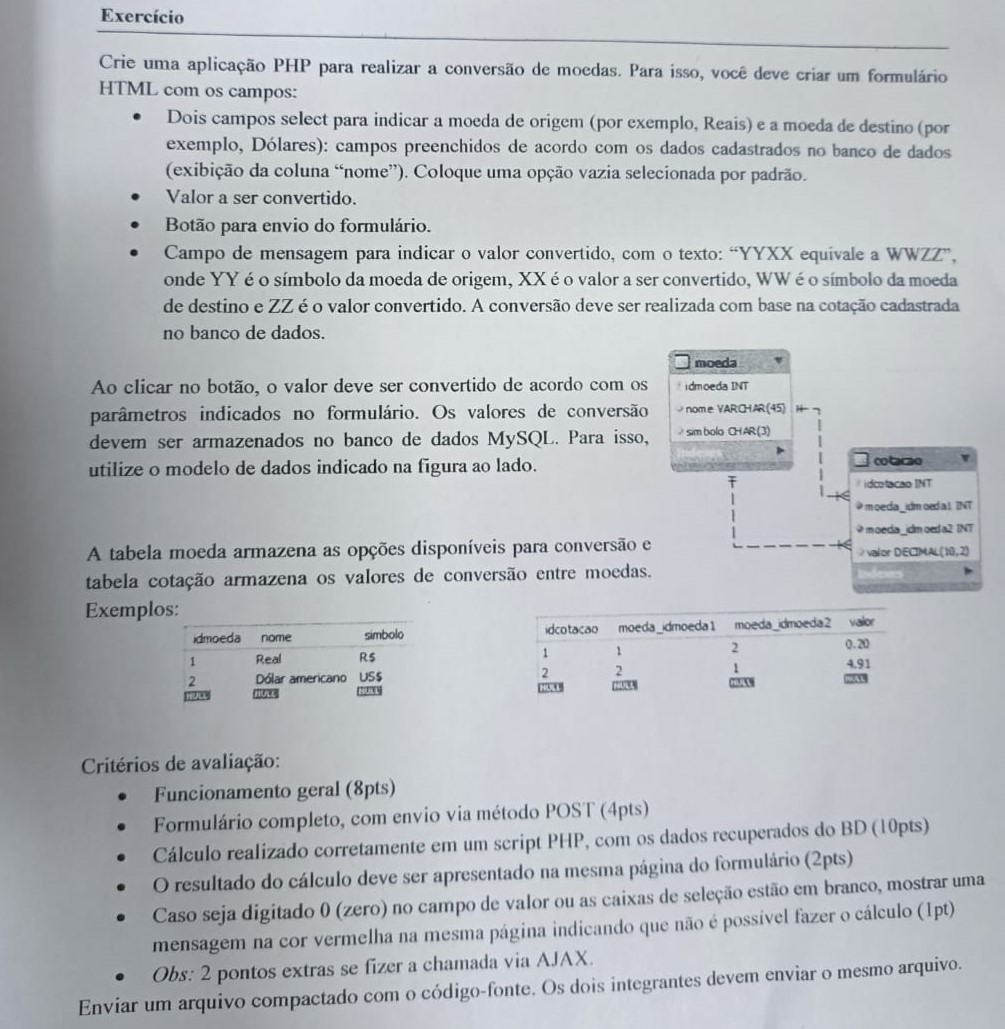 Exercício
Crie uma aplicação PHP para realizar a conversão de moedas. Para isso, você deve criar um formulário
HTML com os campos:
• Dois campos select para indicar a moeda de origem (por exemplo, Reais) e a moeda de destino (por
exemplo, Dólares): campos preenchidos de acordo com os dados cadastrados no banco de dados
(exibição da coluna “nome”). Coloque uma opção vazia selecionada por padrão.
• Valor a ser convertido.
• Botão para envio do formulário.
• Campo de mensagem para indicar o valor convertido, com o texto: “YYXX equivale a WWZZ”,
onde YY é o símbolo da moeda de origem, XX é o valor a ser convertido, WW é o símbolo da moeda
de destino e ZZ é o valor convertido. A conversão deve ser realizada com base na cotação cadastrada
no banco de dados.
Ao clicar no botão, o valor deve ser convertido de acordo com os
parâmetros indicados no formulário. Os valores de conversão
devem ser armazenados no banco de dados MySQL. Para isso,
utilize o modelo de dados indicado na figura ao lado.
moeda
idmoeda INT
nome VARCHAR(45)
simbolo CHAR(3)
Indexes
cotacao
idcotacao INT
moeda_idmoeda1 INT
moeda_idmoeda2 INT
valor DECIMAL(10,2)
Indexes
A tabela moeda armazena as opções disponíveis para conversão e
tabela cotação armazena os valores de conversão entre moedas.
Exemplos:
idmoeda nome simbolo
1 Real R$
2 Dólar americano US$
NULL NULL NULL
idcotacao moeda_idmoeda1 moeda_idmoeda2 valor
1 1 2 0.20
2 2 1 4.91
NULL NULL NULL NULL
Critérios de avaliação:
• Funcionamento geral (8pts)
• Formulário completo, com envio via método POST (4pts)
• Cálculo realizado corretamente em um script PHP, com os dados recuperados do BD (10pts)
• O resultado do cálculo deve ser apresentado na mesma página do formulário (2pts)
• Caso seja digitado 0 (zero) no campo de valor ou as caixas de seleção estão em branco, mostrar uma
mensagem na cor vermelha na mesma página indicando que não é possível fazer o cálculo (1pt)
• Obs: 2 pontos extras se fizer a chamada via AJAX.
Enviar um arquivo compactado com o código-fonte. Os dois integrantes devem enviar o mesmo arquivo.